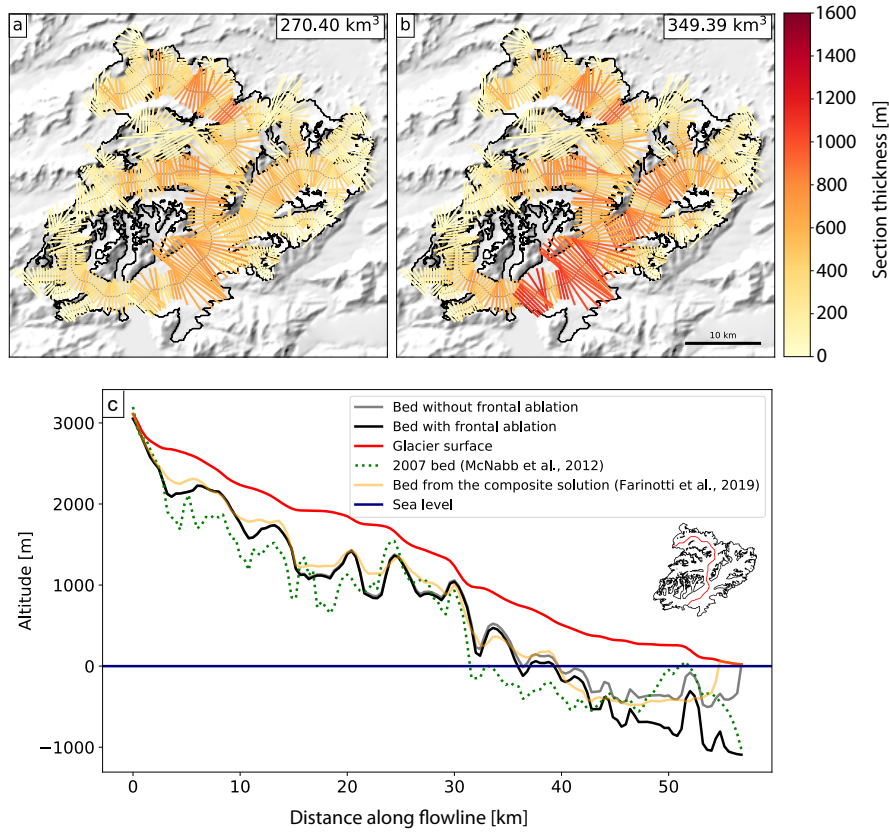 a
270.40 km³
b
349.39 km³
10 km
1600
1400
1200
1000
800
600
400
200
0
Section thickness [m]
c
Bed without frontal ablation
Bed with frontal ablation
Glacier surface
2007 bed (McNabb et al., 2012)
Bed from the composite solution (Farinotti et al., 2019)
Sea level
3000
2000
1000
0
−1000
Altitude [m]
0
10
20
30
40
50
Distance along flowline [km]